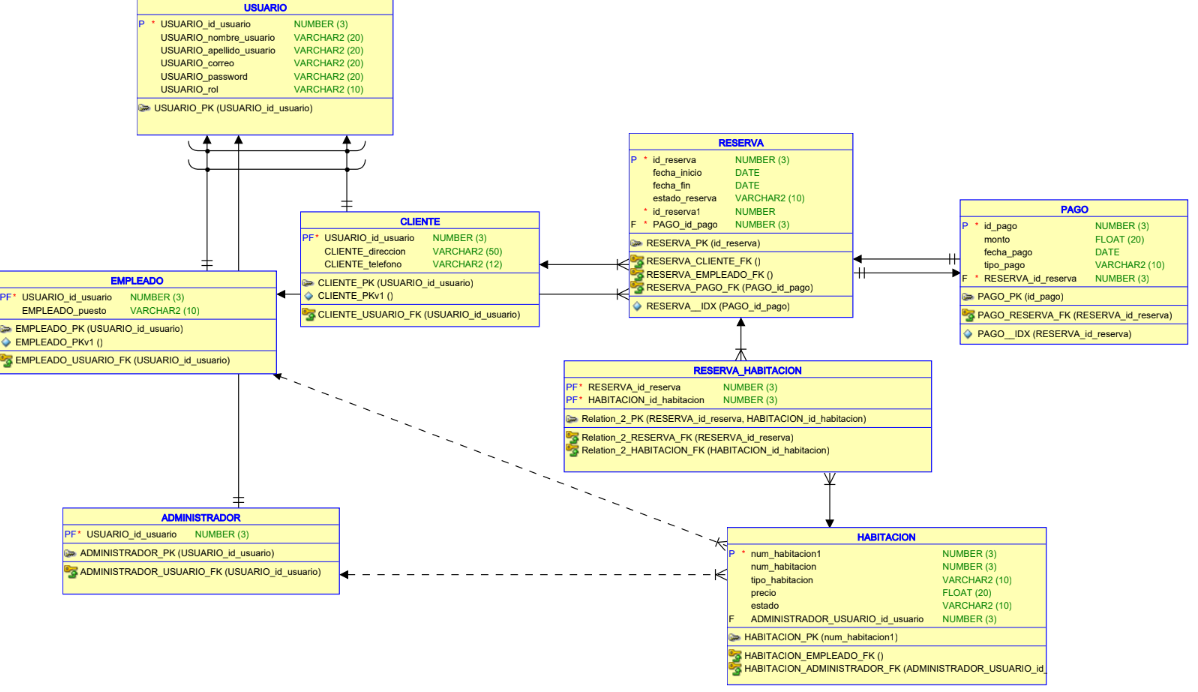 USUARIO
P * USUARIO_id_usuario NUMBER (3)
USUARIO_nombre_usuario VARCHAR2 (20)
USUARIO_apellido_usuario VARCHAR2 (20)
USUARIO_correo VARCHAR2 (20)
USUARIO_password VARCHAR2 (20)
USUARIO_rol VARCHAR2 (10)
USUARIO_PK (USUARIO_id_usuario)
RESERVA
P * id_reserva NUMBER (3)
fecha_inicio DATE
fecha_fin DATE
estado_reserva VARCHAR2 (10)
* id_reserva1 NUMBER
F * PAGO_id_pago NUMBER (3)
RESERVA_PK (id_reserva)
RESERVA_CLIENTE_FK ()
RESERVA_EMPLEADO_FK ()
RESERVA_PAGO_FK (PAGO_id_pago)
RESERVA__IDX (PAGO_id_pago)
PAGO
P * id_pago NUMBER (3)
monto FLOAT (20)
fecha_pago DATE
tipo_pago VARCHAR2 (10)
F * RESERVA_id_reserva NUMBER (3)
PAGO_PK (id_pago)
PAGO_RESERVA_FK (RESERVA_id_reserva)
PAGO__IDX (RESERVA_id_reserva)
CLIENTE
PF* USUARIO_id_usuario NUMBER (3)
CLIENTE_direccion VARCHAR2 (50)
CLIENTE_telefono VARCHAR2 (12)
CLIENTE_PK (USUARIO_id_usuario)
CLIENTE_PKv1 ()
CLIENTE_USUARIO_FK (USUARIO_id_usuario)
EMPLEADO
PF* USUARIO_id_usuario NUMBER (3)
EMPLEADO_puesto VARCHAR2 (10)
EMPLEADO_PK (USUARIO_id_usuario)
EMPLEADO_PKv1 ()
EMPLEADO_USUARIO_FK (USUARIO_id_usuario)
RESERVA_HABITACION
PF* RESERVA_id_reserva NUMBER (3)
PF* HABITACION_id_habitacion NUMBER (3)
Relation_2_PK (RESERVA_id_reserva, HABITACION_id_habitacion)
Relation_2_RESERVA_FK (RESERVA_id_reserva)
Relation_2_HABITACION_FK (HABITACION_id_habitacion)
ADMINISTRADOR
PF* USUARIO_id_usuario NUMBER (3)
ADMINISTRADOR_PK (USUARIO_id_usuario)
ADMINISTRADOR_USUARIO_FK (USUARIO_id_usuario)
HABITACION
P * num_habitacion1 NUMBER (3)
num_habitacion NUMBER (3)
tipo_habitacion VARCHAR2 (10)
precio FLOAT (20)
estado VARCHAR2 (10)
F ADMINISTRADOR_USUARIO_id_usuario NUMBER (3)
HABITACION_PK (num_habitacion1)
HABITACION_EMPLEADO_FK ()
HABITACION_ADMINISTRADOR_FK (ADMINISTRADOR_USUARIO_id_